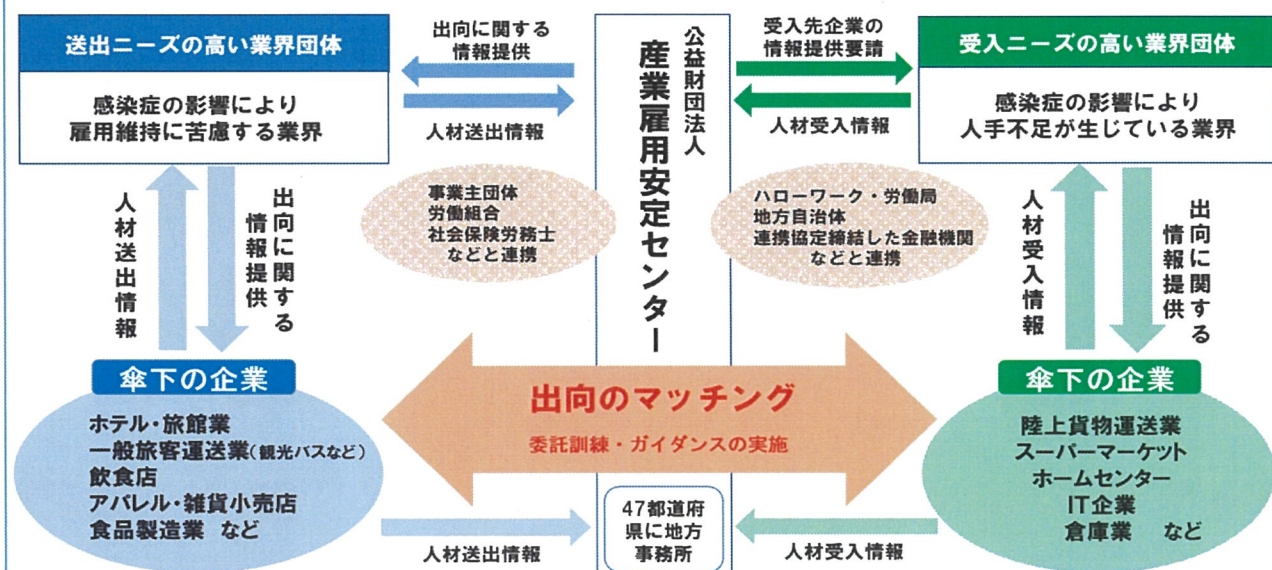 送出ニーズの高い業界団体
感染症の影響により
雇用維持に苦慮する業界
出向に関する
情報提供
人材送出情報
公益財団法人
産業雇用安定センター
受入先企業の
情報提供要請
人材受入情報
受入ニーズの高い業界団体
感染症の影響により
人手不足が生じている業界
人材送出情報
出向に関する
情報提供
事業主団体
労働組合
社会保険労務士
などと連携
ハローワーク・労働局
地方自治体
連携協定締結した金融機関
などと連携
人材受入情報
出向に関する
情報提供
傘下の企業
ホテル・旅館業
一般旅客運送業(観光バスなど)
飲食店
アパレル・雑貨小売店
食品製造業 など
出向のマッチング
委託訓練・ガイダンスの実施
傘下の企業
陸上貨物運送業
スーパーマーケット
ホームセンター
IT企業
倉庫業 など
人材送出情報
47都道府
県に地方
事務所
人材受入情報